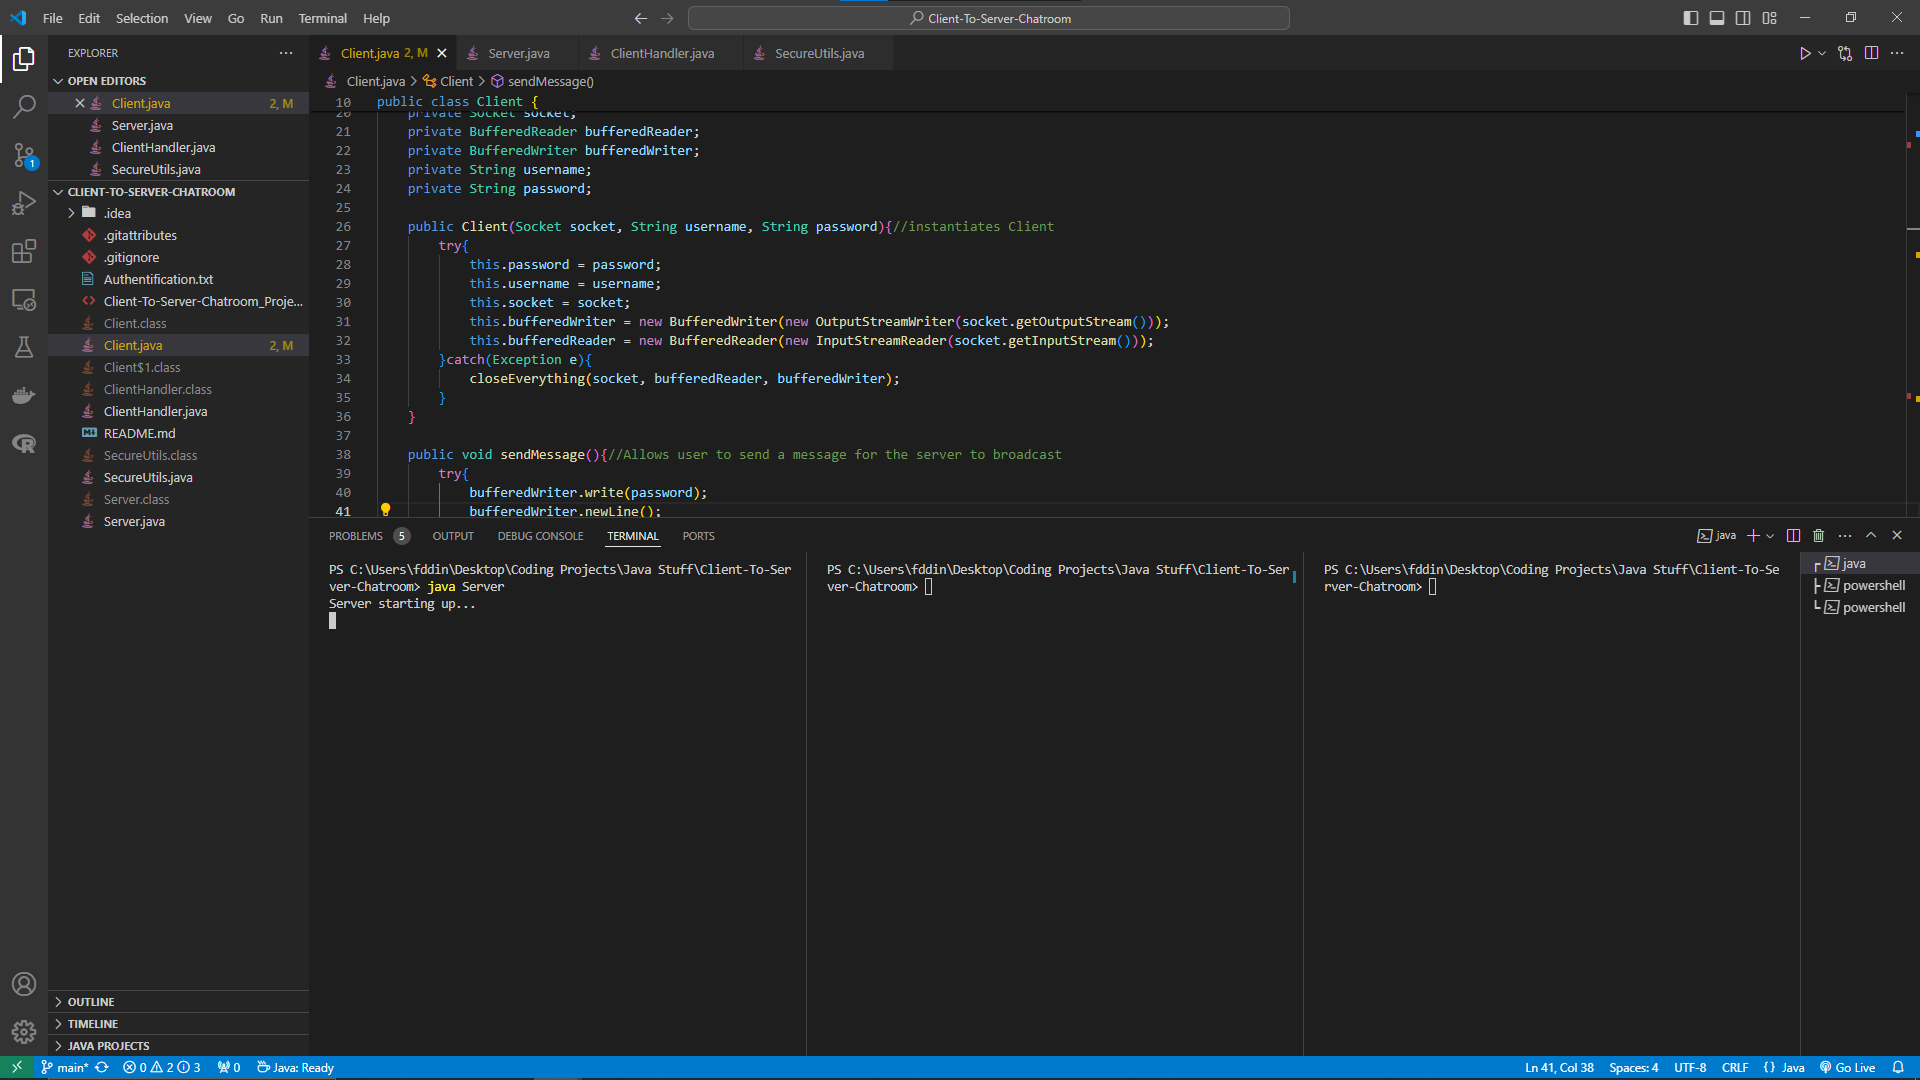 File Edit Selection View Go Run Terminal Help
Client-To-Server-Chatroom
EXPLORER
OPEN EDITORS
Client.java 2, M
Server.java
ClientHandler.java
SecureUtils.java
CLIENT-TO-SERVER-CHATROOM
.idea
.gitattributes
.gitignore
Authentification.txt
Client-To-Server-Chatroom_Proje...
Client.class
Client.java 2, M
Client$1.class
ClientHandler.class
ClientHandler.java
README.md
SecureUtils.class
SecureUtils.java
Server.class
Server.java
OUTLINE
TIMELINE
JAVA PROJECTS
1
Client.java 2, M Server.java ClientHandler.java SecureUtils.java
Client.java > Client > sendMessage()
10 public class Client {
20 private Socket socket;
21 private BufferedReader bufferedReader;
22 private BufferedWriter bufferedWriter;
23 private String username;
24 private String password;
25
26 public Client(Socket socket, String username, String password){//instantiates Client
27 try{
28 this.password = password;
29 this.username = username;
30 this.socket = socket;
31 this.bufferedWriter = new BufferedWriter(new OutputStreamWriter(socket.getOutputStream()));
32 this.bufferedReader = new BufferedReader(new InputStreamReader(socket.getInputStream()));
33 }catch(Exception e){
34 closeEverything(socket, bufferedReader, bufferedWriter);
35 }
36 }
37
38 public void sendMessage(){//Allows user to send a message for the server to broadcast
39 try{
40 bufferedWriter.write(password);
41 bufferedWriter.newLine();
PROBLEMS 5 OUTPUT DEBUG CONSOLE TERMINAL PORTS
java
PS C:\Users\fddin\Desktop\Coding Projects\Java Stuff\Client-To-Ser
ver-Chatroom> java Server
Server starting up...
PS C:\Users\fddin\Desktop\Coding Projects\Java Stuff\Client-To-Ser
ver-Chatroom>
PS C:\Users\fddin\Desktop\Coding Projects\Java Stuff\Client-To-Se
rver-Chatroom>
java
powershell
powershell
main* 0 2 3 0 Java: Ready
Ln 41, Col 38 Spaces: 4 UTF-8 CRLF {} Java Go Live